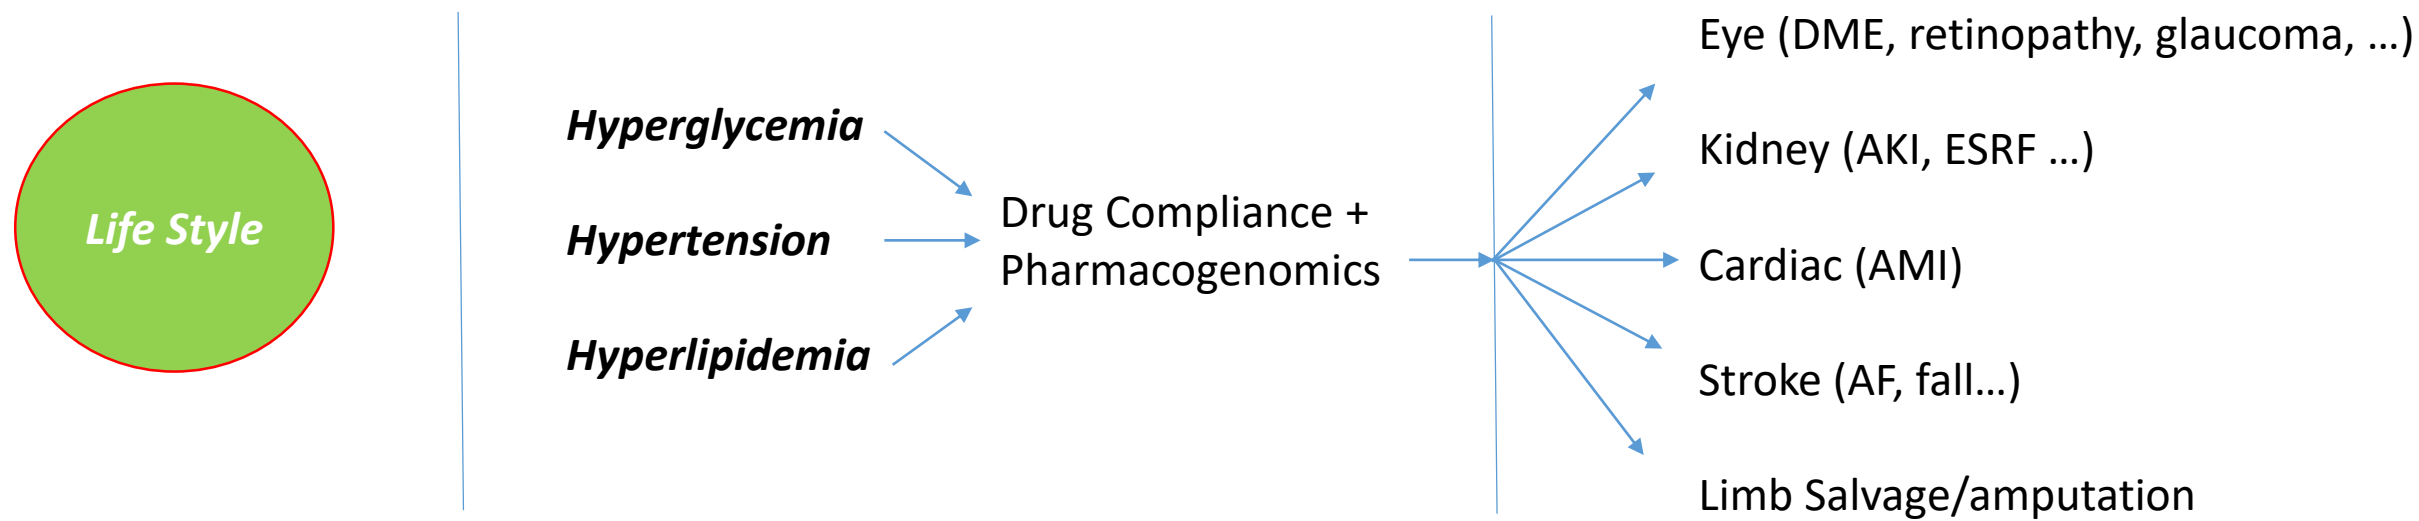 Life Style
Hyperglycemia
Hypertension
Hyperlipidemia
Drug Compliance +
Pharmacogenomics
Eye (DME, retinopathy, glaucoma, …)
Kidney (AKI, ESRF …)
Cardiac (AMI)
Stroke (AF, fall…)
Limb Salvage/amputation